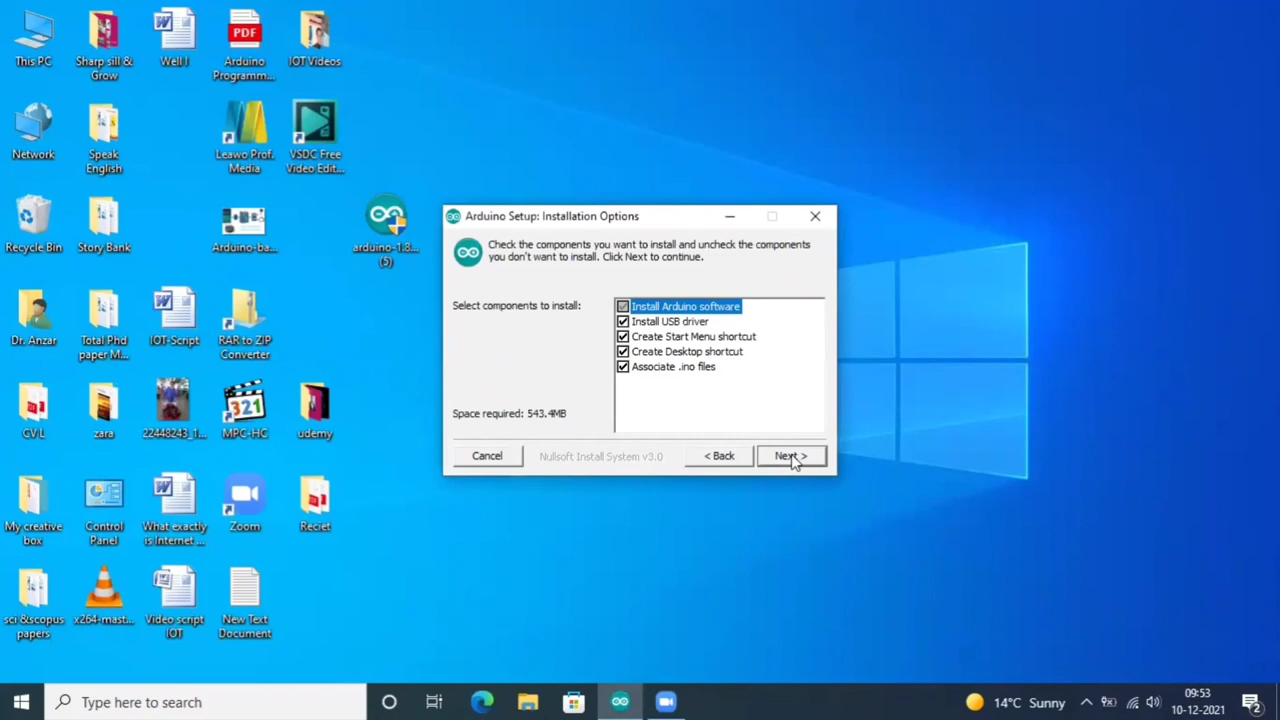 This PC
Sharp sill &
Grow
Well I
PDF
Arduino
Programm...
IOT Videos
Network
Speak
English
Leawo Prof.
Media
VSDC Free
Video Edit...
Recycle Bin
Story Bank
Arduino-ba...
arduino-1.8...
(5)
Dr. Anzar
Total Phd
paper M...
IOT-Script
RAR to ZIP
Converter
CV L
zara
22448243_1...
321
MPC-HC
udemy
My creative
box
Control
Panel
What exactly
is Internet ...
Zoom
Reciet
sci &scopus
papers
x264-mast...
Video script
IOT
New Text
Document
Arduino Setup: Installation Options
Check the components you want to install and uncheck the components
you don't want to install. Click Next to continue.
Select components to install:
Install Arduino software
Install USB driver
Create Start Menu shortcut
Create Desktop shortcut
Associate .ino files
Space required: 543.4MB
Cancel
Nullsoft Install System v3.0
< Back
Next >
Type here to search
14°C Sunny
09:53
10-12-2021
2